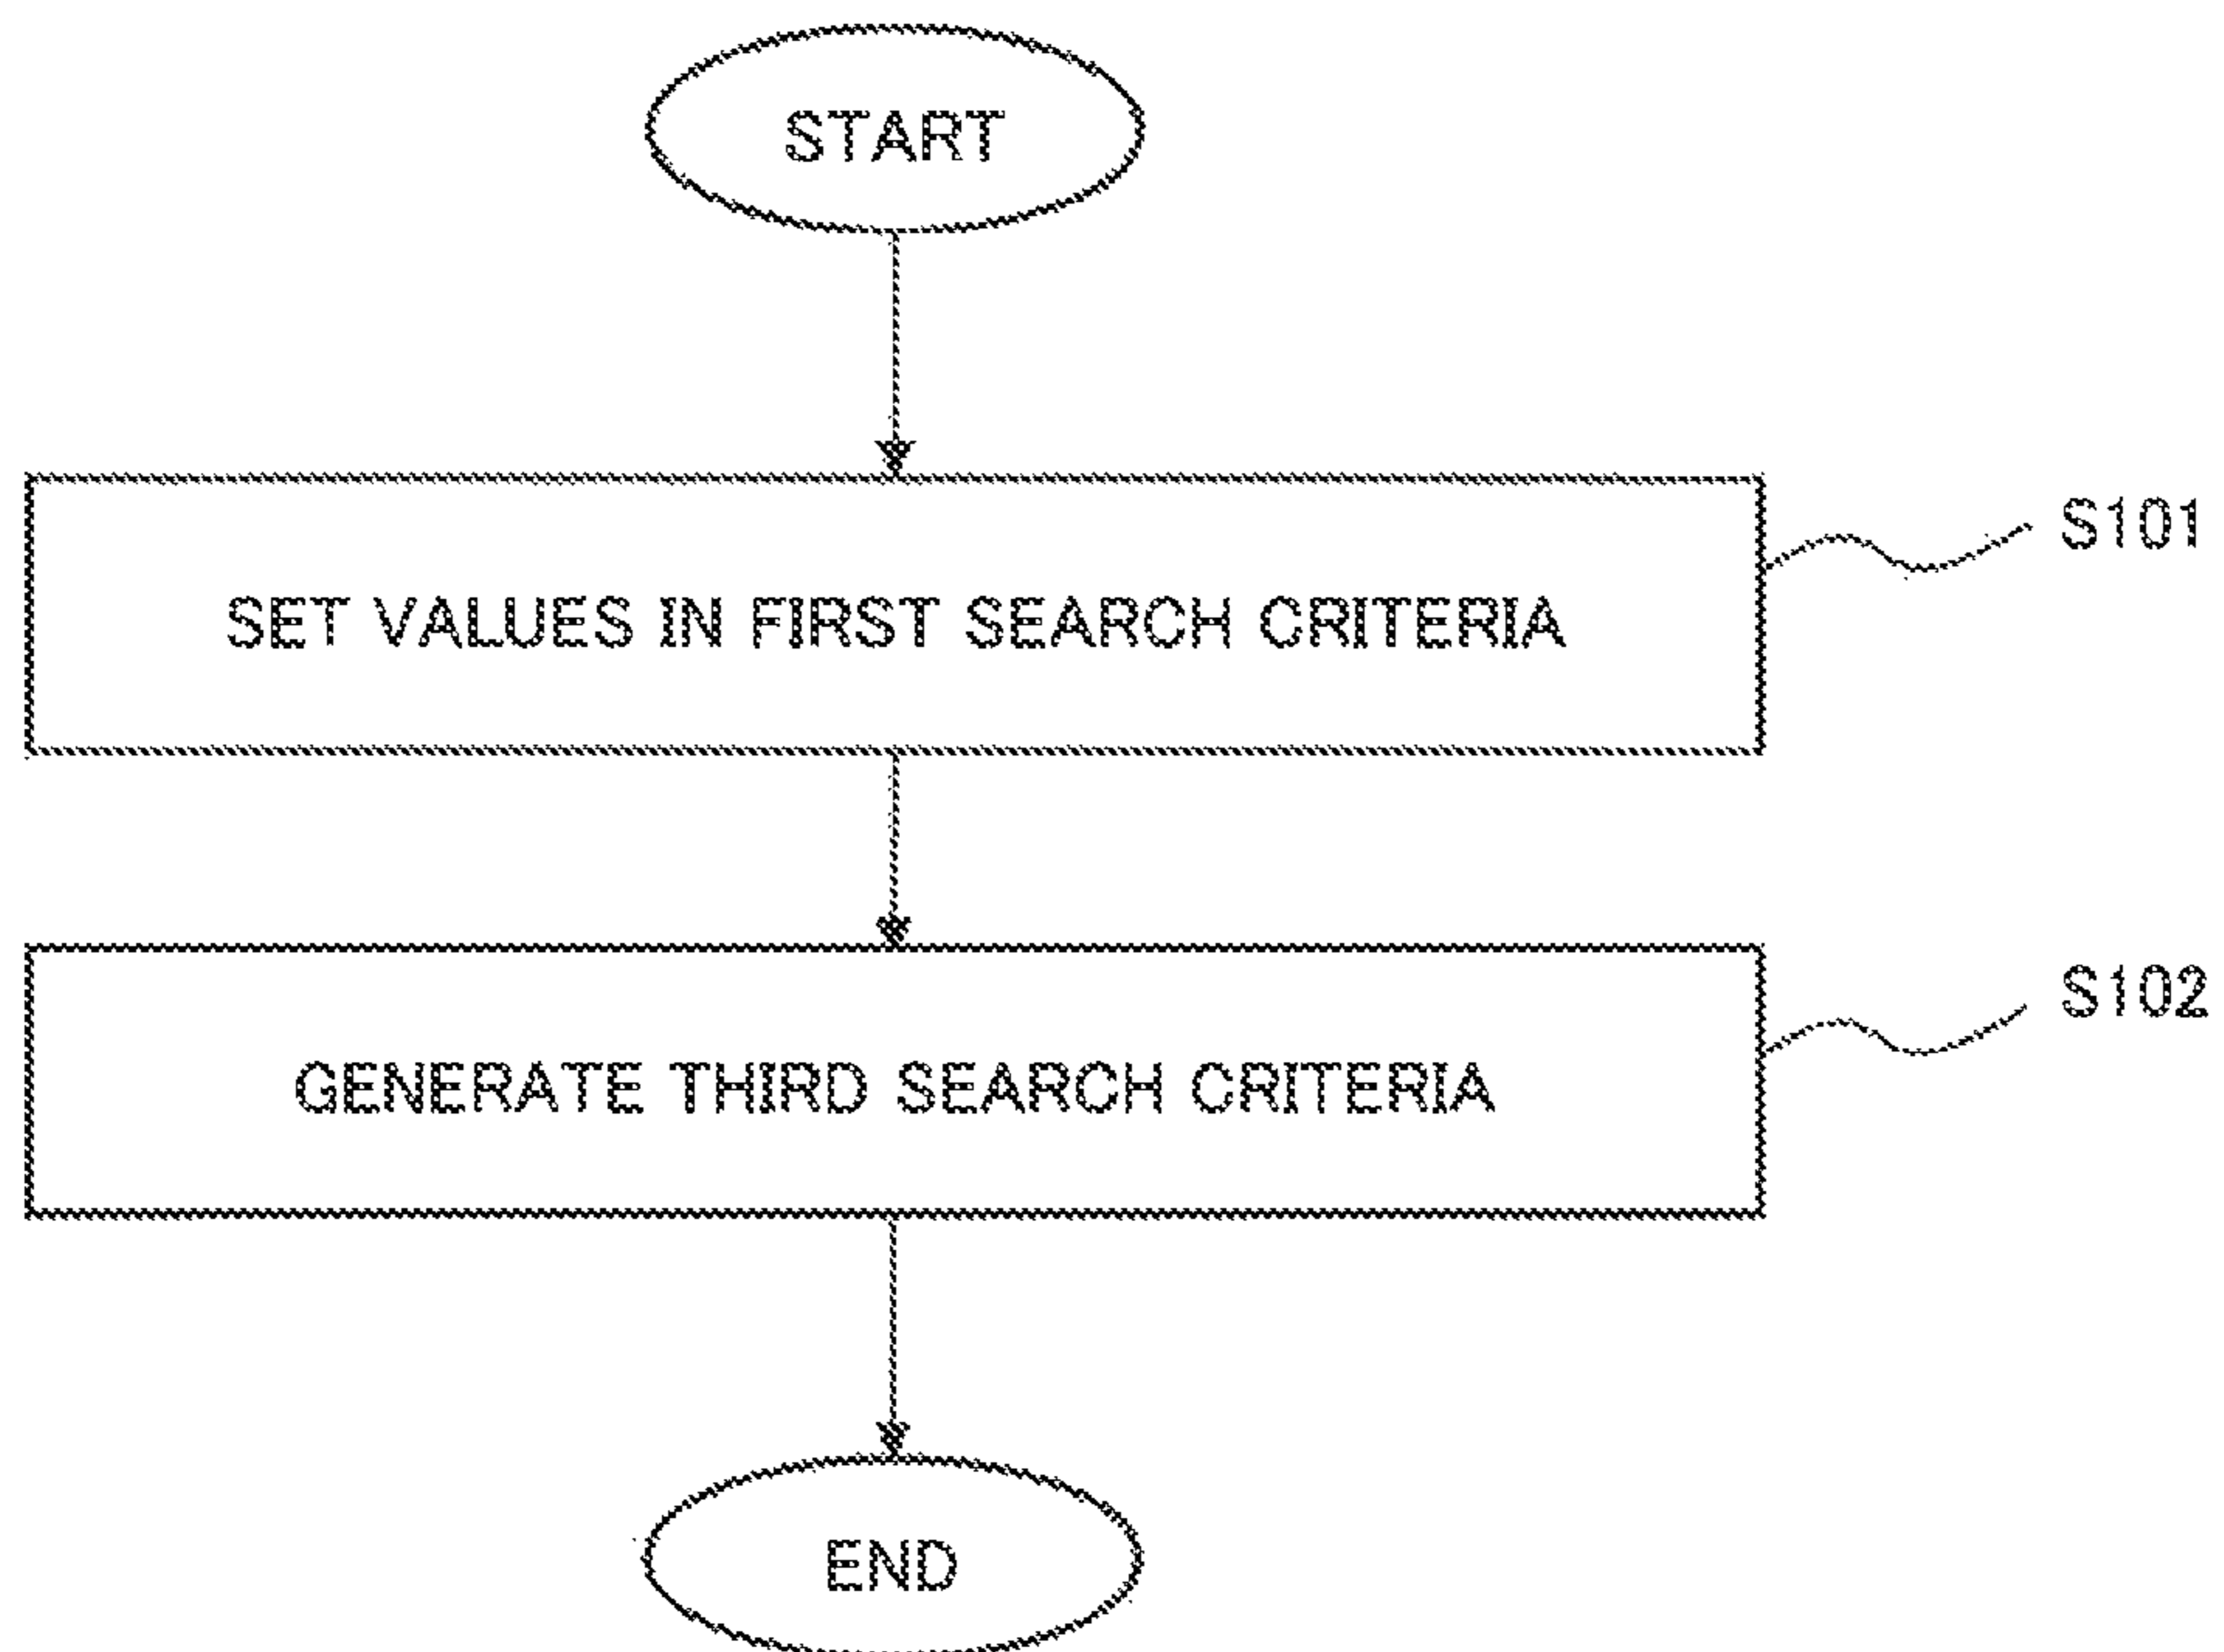 START
SET VALUES IN FIRST SEARCH CRITERIA
S101
GENERATE THIRD SEARCH CRITERIA
S102
END